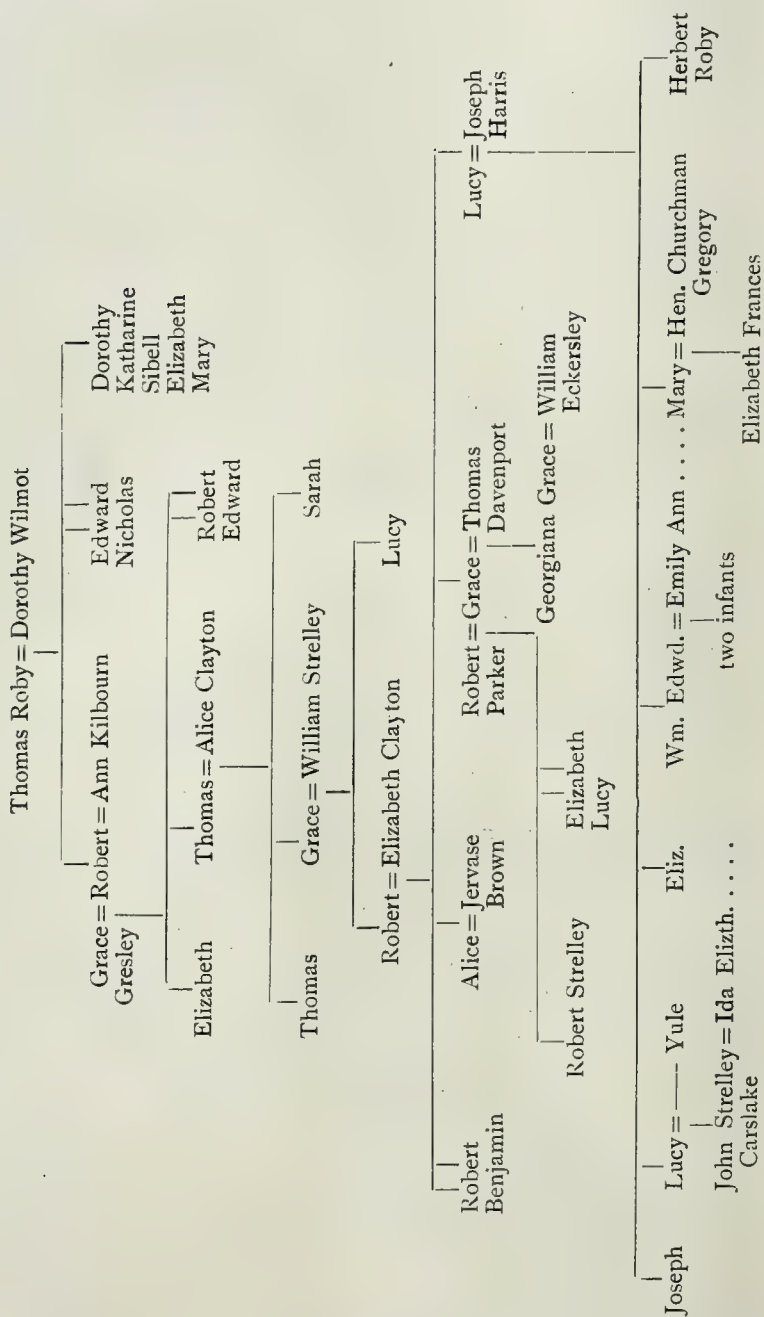 Thomas Roby = Dorothy Wilmot
Grace = Robert = Ann Kilbourn
Gresley
Edward
Nicholas
Dorothy
Katharine
Sibell
Elizabeth
Mary
Elizabeth
Thomas = Alice Clayton
Robert
Edward
Thomas
Grace = William Strelley
Sarah
Robert = Elizabeth Clayton
Lucy
Robert
Benjamin
Alice = Jervase
Brown
Robert = Grace = Thomas
Parker
Davenport
Lucy = Joseph
Harris
Robert Strelley
Elizabeth
Lucy
Georgiana Grace = William
Eckersley
Joseph
Lucy = —— Yule
Eliz.
Wm. Edwd. = Emily Ann . . . .
Mary = Hen. Churchman
Gregory
Herbert
Roby
John Strelley = Ida Elizth. . . . .
Carslake
two infants
Elizabeth Frances